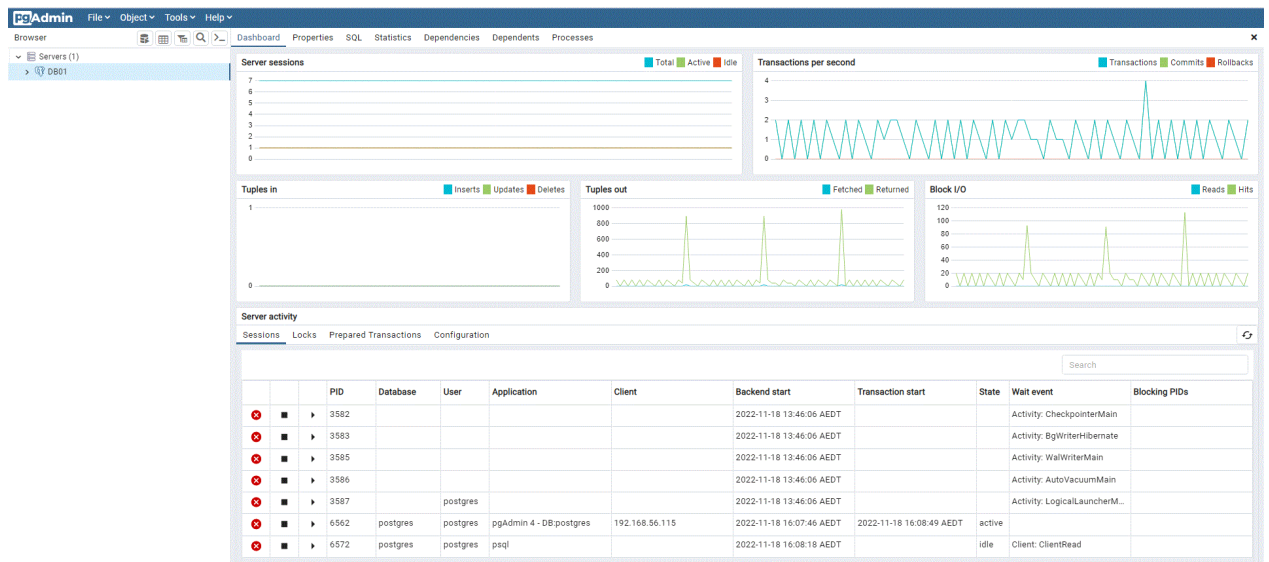 pgAdmin File Object Tools Help
Browser Dashboard Properties SQL Statistics Dependencies Dependents Processes
Servers (1)
DB01
Server sessions Total Active Idle
7
6
5
4
3
2
1
0
Transactions per second Transactions Commits Rollbacks
4
3
2
1
0
Tuples in Inserts Updates Deletes
1
0
Tuples out Fetched Returned
1000
800
600
400
200
0
Block I/O Reads Hits
120
100
80
60
40
20
0
Server activity
Sessions Locks Prepared Transactions Configuration
Search
PID Database User Application Client Backend start Transaction start State Wait event Blocking PIDs
3582 2022-11-18 13:46:06 AEDT Activity: CheckpointerMain
3583 2022-11-18 13:46:06 AEDT Activity: BgWriterHibernate
3585 2022-11-18 13:46:06 AEDT Activity: WalWriterMain
3586 2022-11-18 13:46:06 AEDT Activity: AutoVacuumMain
3587 postgres 2022-11-18 13:46:06 AEDT Activity: LogicalLauncherM...
6562 postgres postgres pgAdmin 4 - DB:postgres 192.168.56.115 2022-11-18 16:07:46 AEDT 2022-11-18 16:08:49 AEDT active
6572 postgres postgres psql 2022-11-18 16:08:18 AEDT idle Client: ClientRead